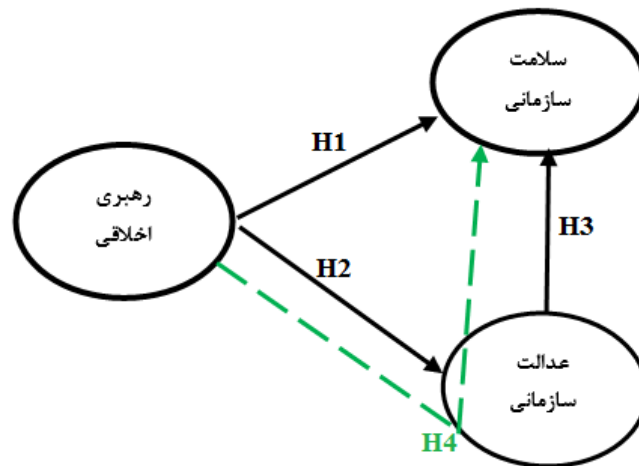 سلامت
سازمانی
H1
رهبری
اخلاقی
H2
H3
عدالت
سازمانی
H4